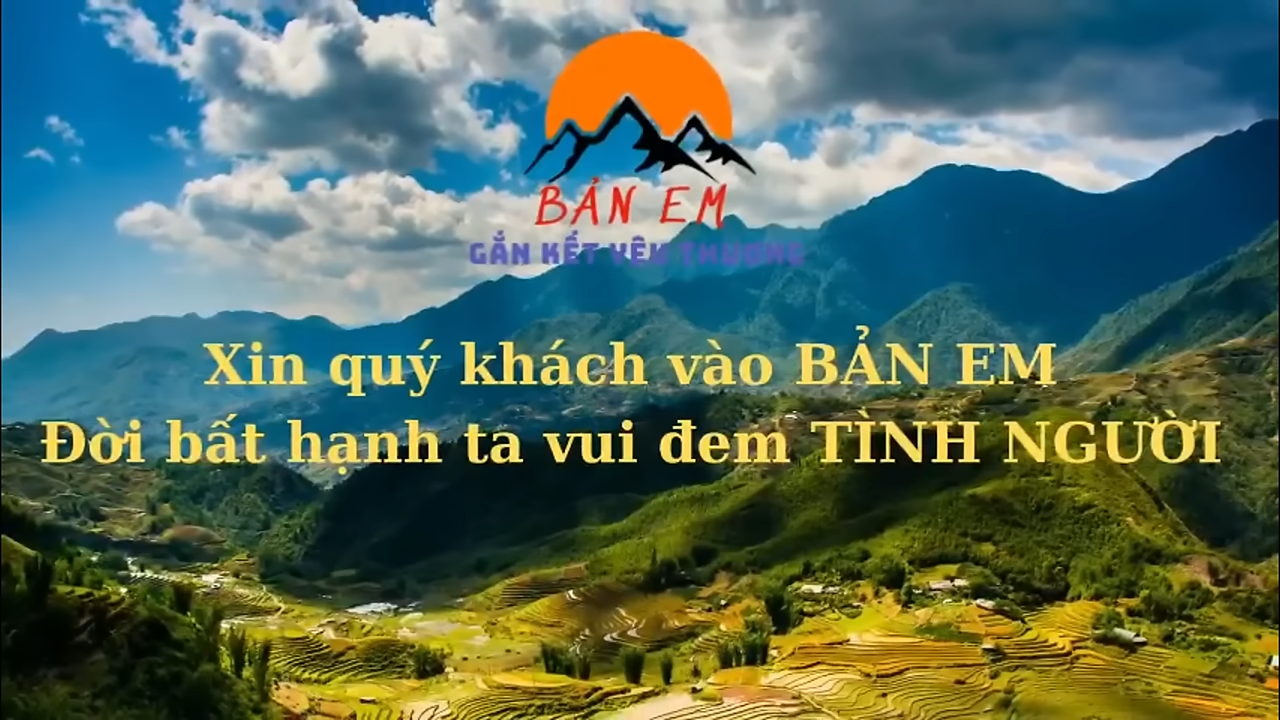 BẢN EM
GẮN KẾT YÊU THƯƠNG
Xin quý khách vào BẢN EM
Đời bất hạnh ta vui đem TÌNH NGƯỜI